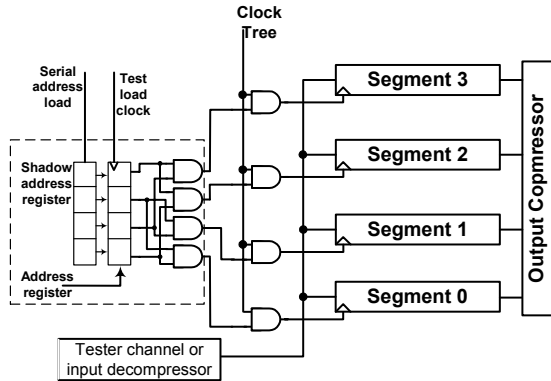 Clock
Tree
Serial
address
load
Test
load
clock
Segment 3
Shadow
address
register
Segment 2
Segment 1
Address
register
Segment 0
Output Copmressor
Tester channel or
input decompressor